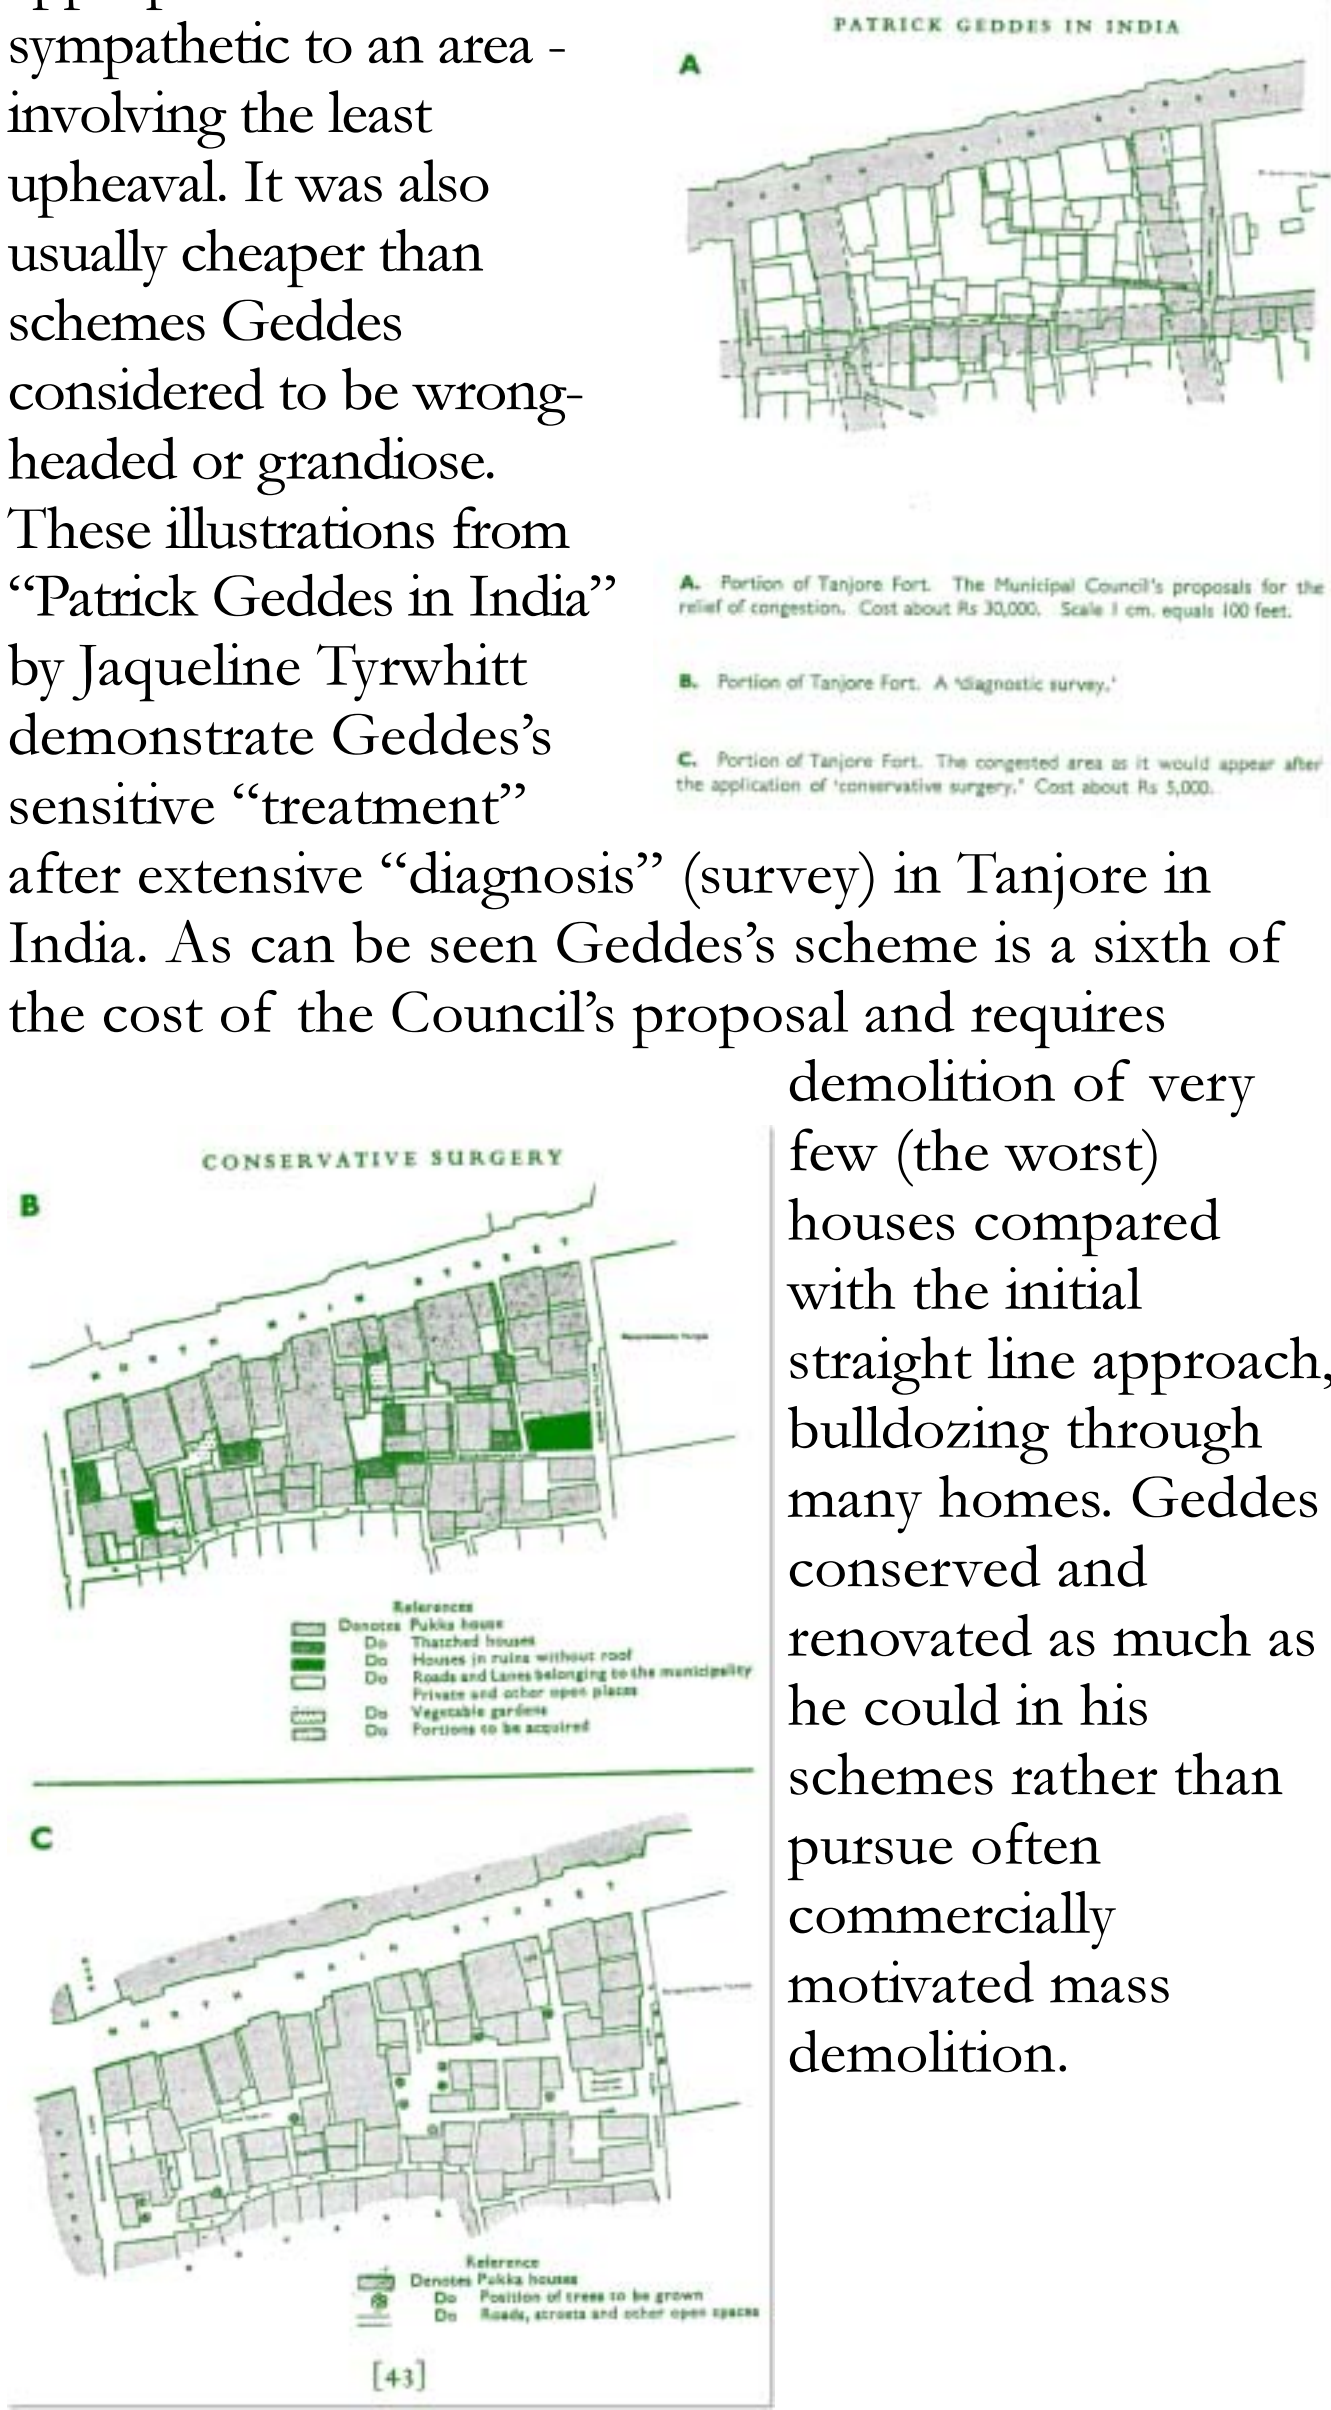 sympathetic to an area -
involving the least
upheaval. It was also
usually cheaper than
schemes Geddes
considered to be wrong-
headed or grandiose.
These illustrations from
“Patrick Geddes in India”
by Jaqueline Tyrwhitt
demonstrate Geddes’s
sensitive “treatment”
after extensive “diagnosis” (survey) in Tanjore in
India. As can be seen Geddes’s scheme is a sixth of
the cost of the Council’s proposal and requires
demolition of very
few (the worst)
houses compared
with the initial
straight line approach,
bulldozing through
many homes. Geddes
conserved and
renovated as much as
he could in his
schemes rather than
pursue often
commercially
motivated mass
demolition.
PATRICK GEDDES IN INDIA
A
NORTH MAIN STREET
A. Portion of Tanjore Fort. The Municipal Council's proposals for the
relief of congestion. Cost about Rs 30,000. Scale 1 cm. equals 100 feet.
B. Portion of Tanjore Fort. A 'diagnostic survey.'
C. Portion of Tanjore Fort. The congested area as it would appear after
the application of 'conservative surgery.' Cost about Rs 5,000.
CONSERVATIVE SURGERY
B
NORTH MAIN STREET
References
Denotes Pukka house
Do Thatched houses
Do Houses in ruins without roof
Do Roads and Lanes belonging to the municipality
Private and other open places
Do Vegetable gardens
Do Portions to be acquired
C
NORTH MAIN STREET
Reference
Denotes Pukka houses
Do Position of trees to be grown
Do Roads, streets and other open spaces
[43]